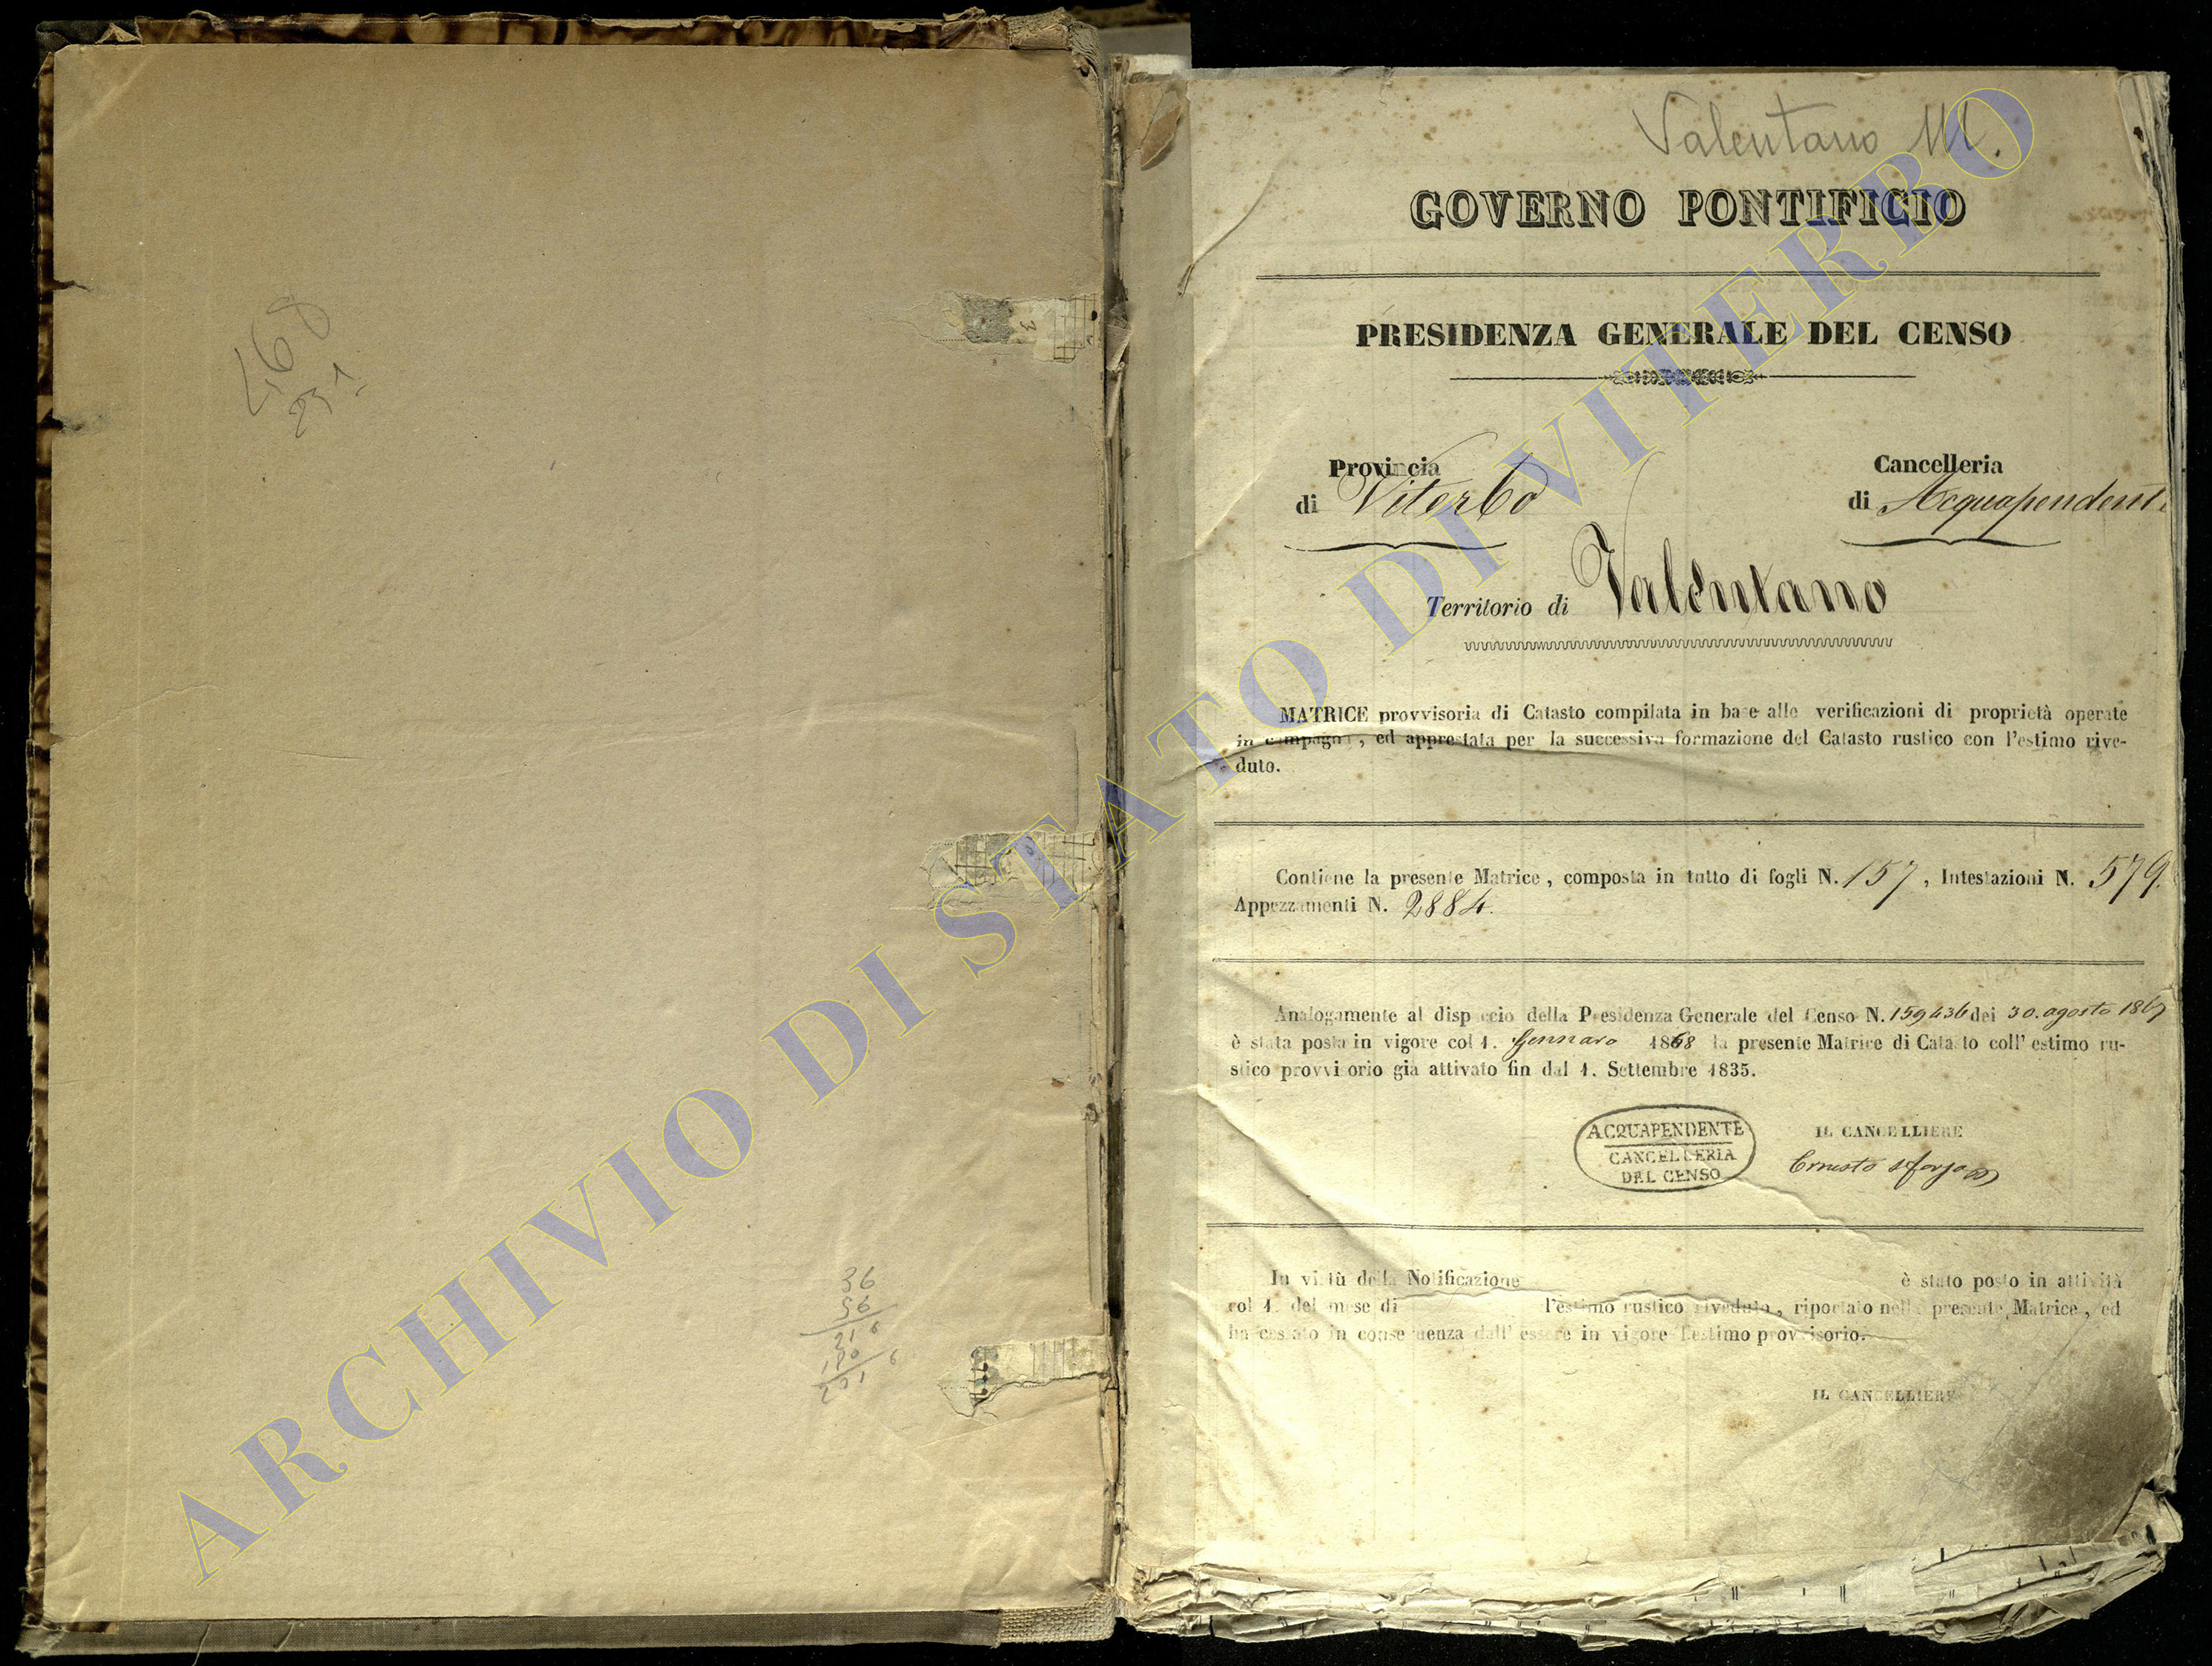 Valentano
GOVERNO PONTIFICIO
PRESIDENZA GENERALE DEL CENSO
Provincia
di Viterbo
Cancelleria
di Acquapendente
Territorio di Valentano
MATRICE provvisoria di Catasto compilata in base alle verificazioni di proprietà operate
in campagna, ed apprestata per la successiva formazione del Catasto rustico con l'estimo rive-
duto.
Contiene la presente Matrice, composta in tutto di fogli N. 157, Intestazioni N. 579.
Appezzamenti N. 2884.
Analogamente al dispaccio della Presidenza Generale del Censo N. 159436 dei 30. agosto 1867
è stata posta in vigore col 1. Gennaro 1868 la presente Matrice di Catasto coll' estimo ru-
stico provvisorio già attivato fin dal 1. Settembre 1835.
ACQUAPENDENTE
CANCELLERIA
DEL CENSO
IL CANCELLIERE
Ernesto Sforza
In virtù della Notificazione è stato posto in attività
col 1. del mese di l'estimo rustico riveduto, riportato nella presente Matrice, ed
ha cessato in conseguenza dall' essere in vigore l'estimo provvisorio.
IL CANCELLIERE
36
56
216
ARCHIVIO DI STATO DI VITERBO